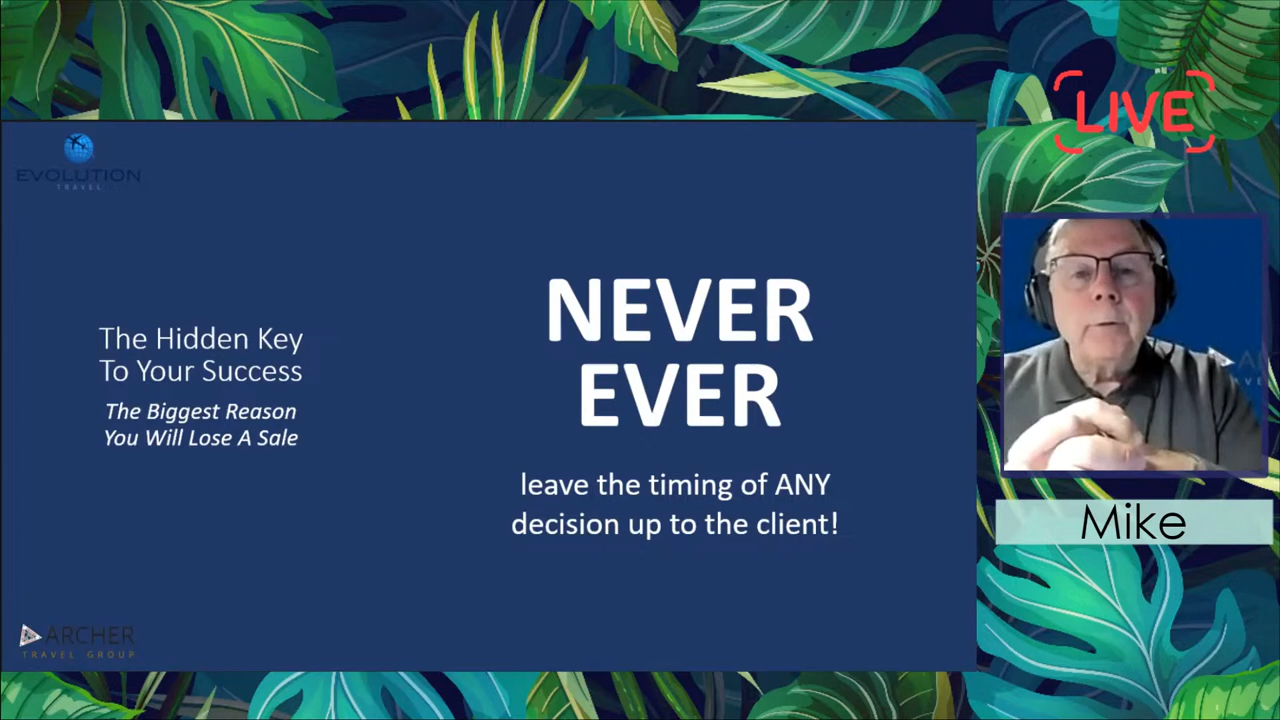 EVOLUTION
TRAVEL
The Hidden Key
To Your Success
The Biggest Reason
You Will Lose A Sale
NEVER
EVER
leave the timing of ANY
decision up to the client!
ARCHER
TRAVEL GROUP
LIVE
Mike